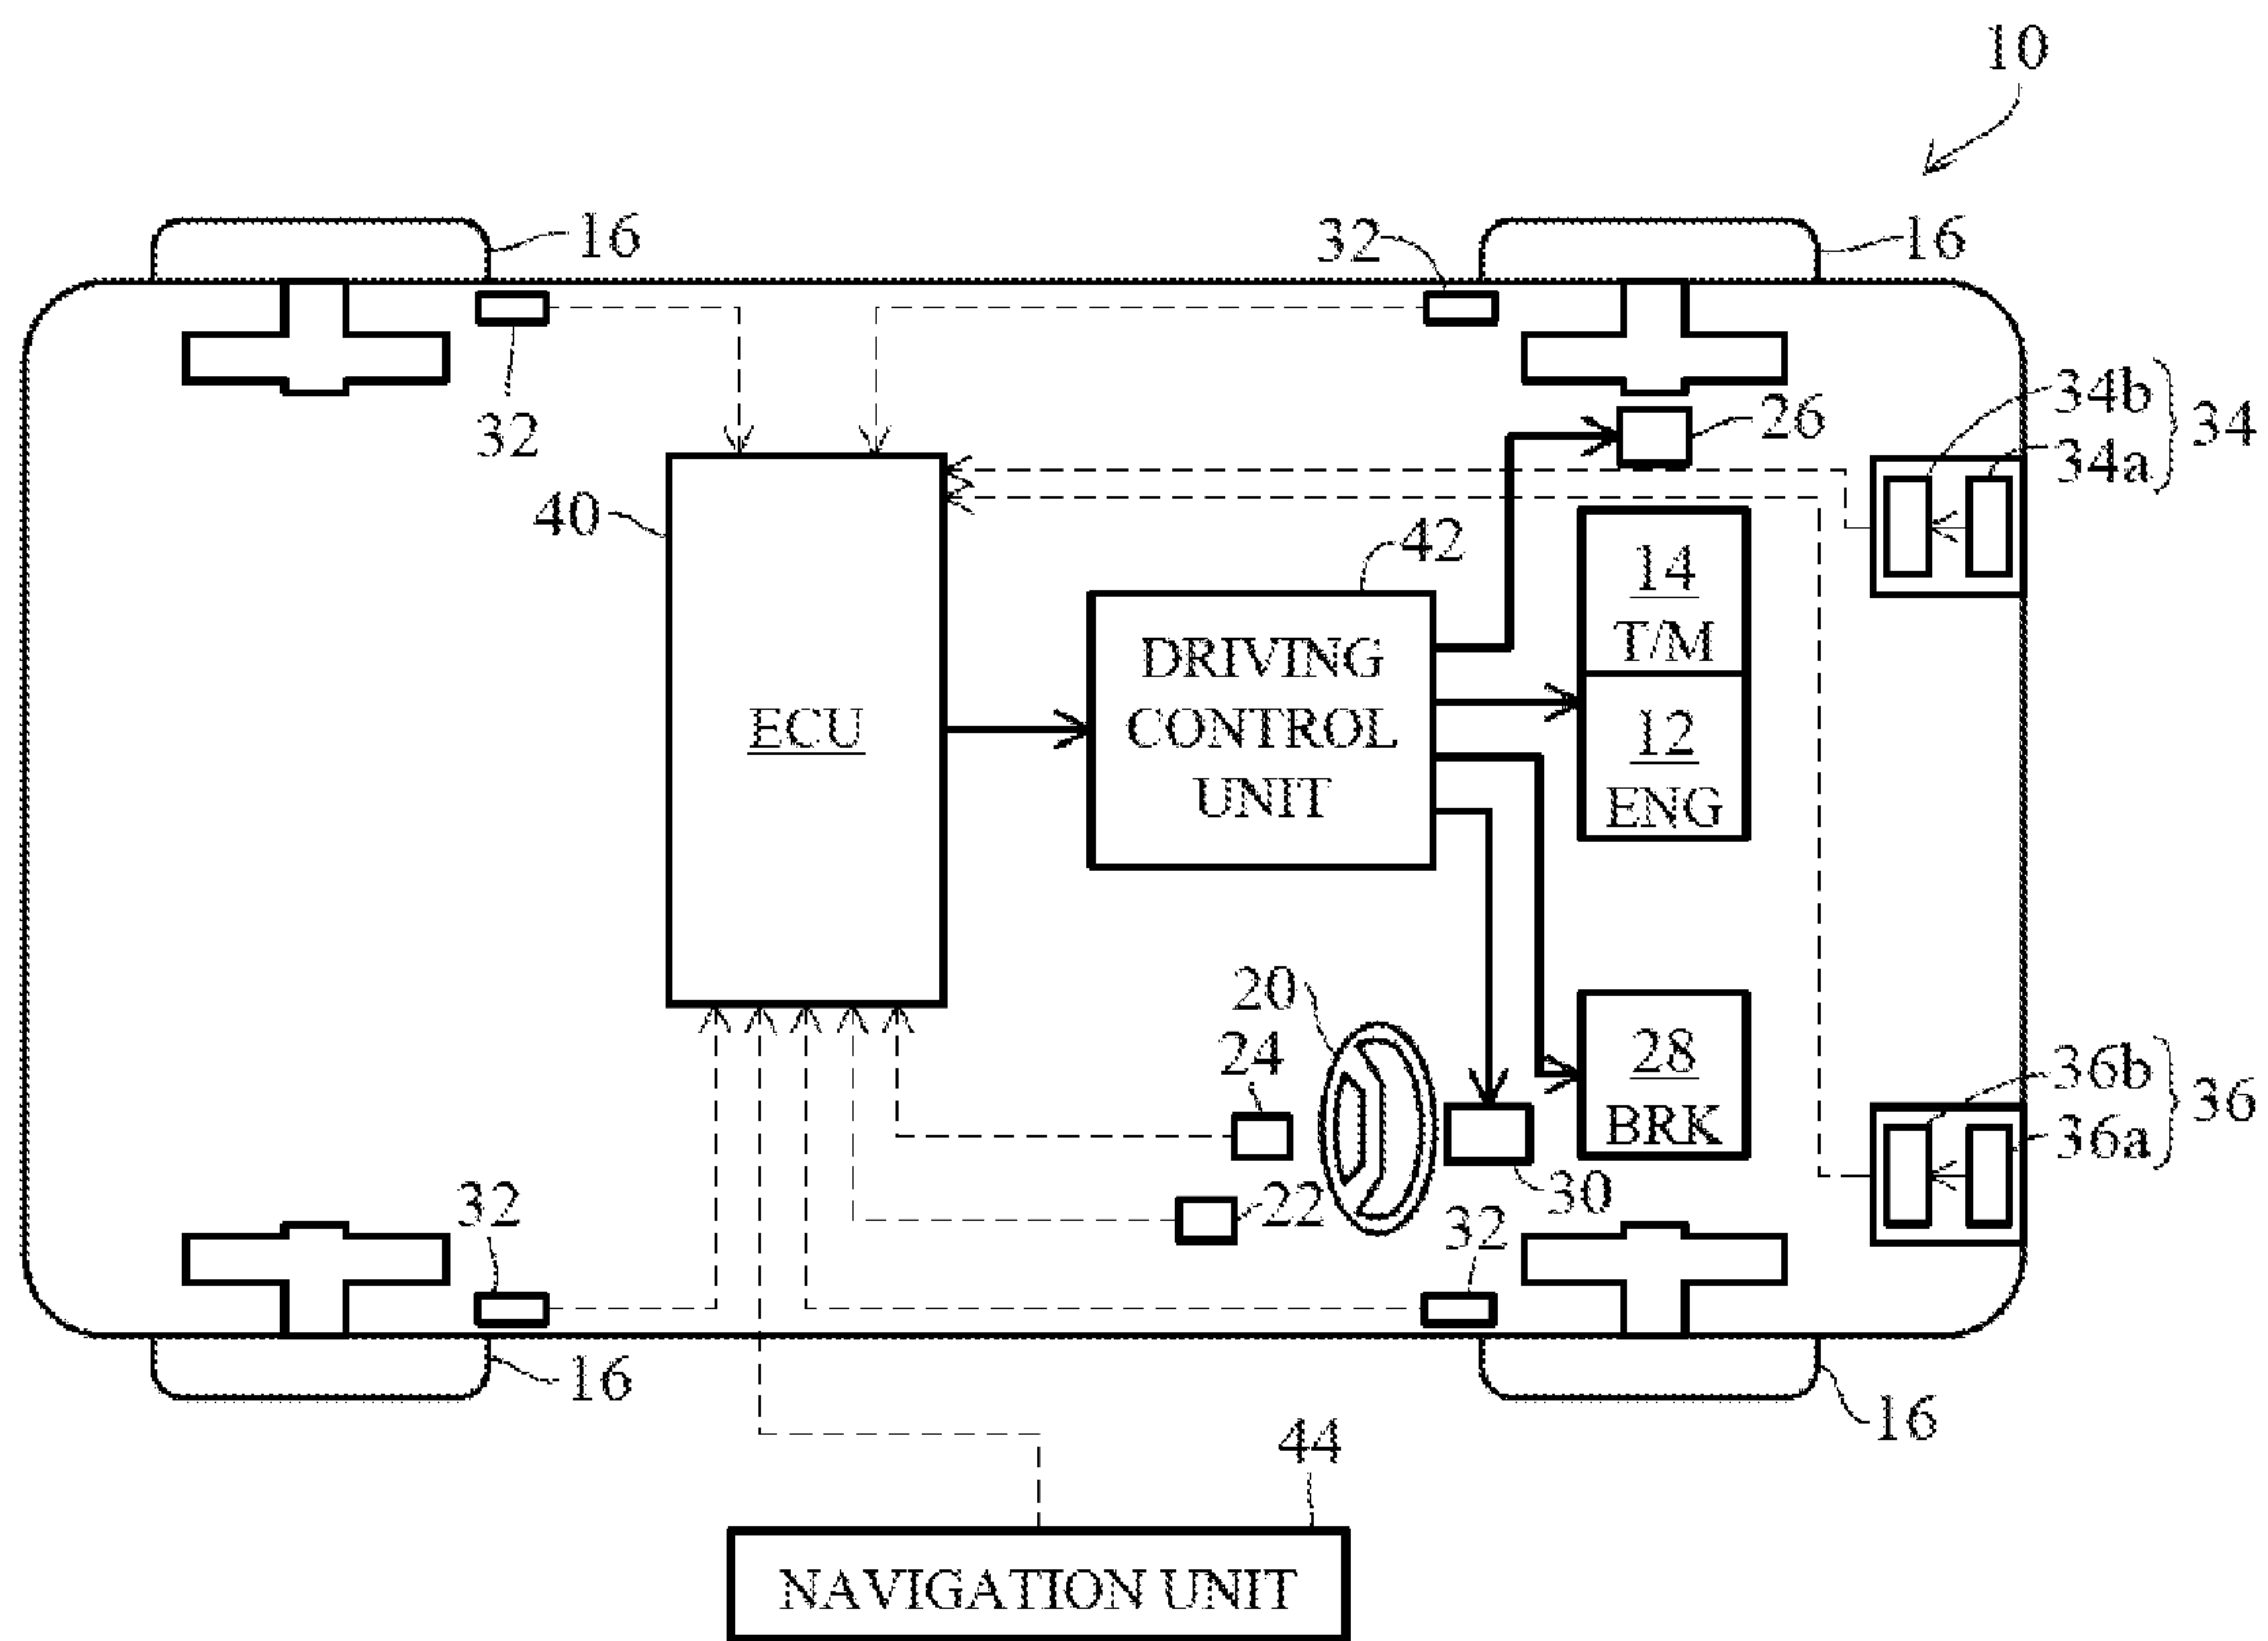 10
16
32
16
32
34b
34a
34
26
40
42
14
T/M
12
ENG
DRIVING
CONTROL
UNIT
ECU
20
24
28
BRK
36b
36a
36
30
22
32
32
16
16
44
NAVIGATION UNIT